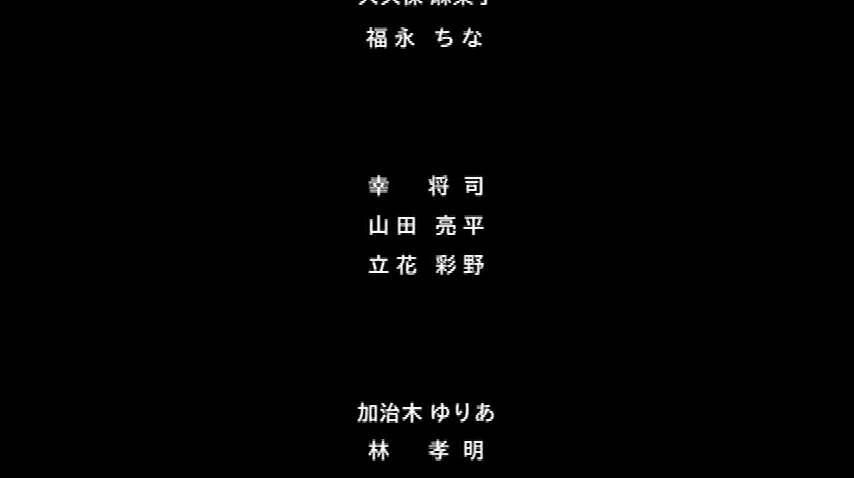 福永 ちな
幸 将司
山田 亮平
立花 彩野
加治木 ゆりあ
林 孝明